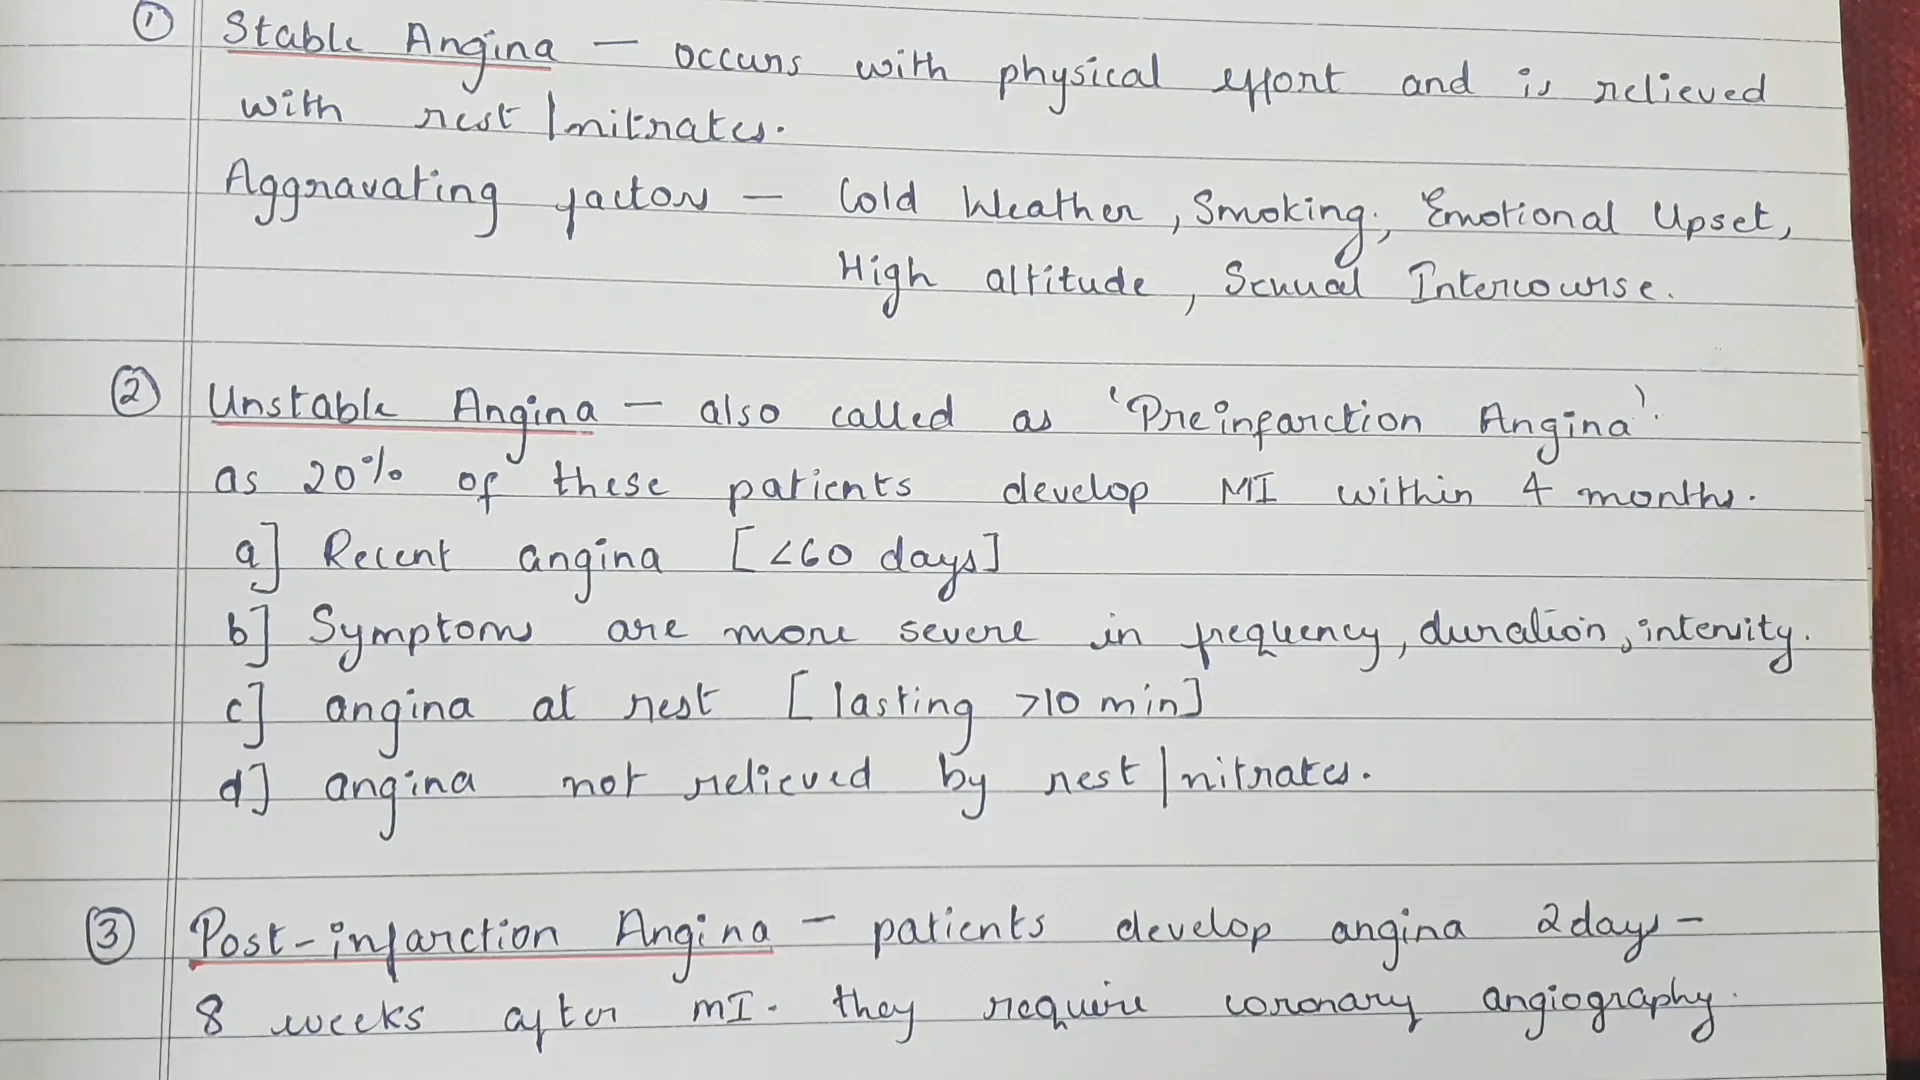 ① Stable Angina — occurs with physical effort and is relieved
with rest / nitrates.
Aggravating factors — Cold Weather, Smoking, Emotional Upset,
High altitude, Sexual Intercourse.
② Unstable Angina — also called as 'Preinfarction Angina'.
as 20% of these patients develop MI within 4 months.
a] Recent angina [<60 days]
b] Symptoms are more severe in frequency, duration, intensity.
c] angina at rest [lasting >10 min]
d] angina not relieved by rest / nitrates.
③ Post-infarction Angina – patients develop angina 2 days –
8 weeks after MI. they require coronary angiography.